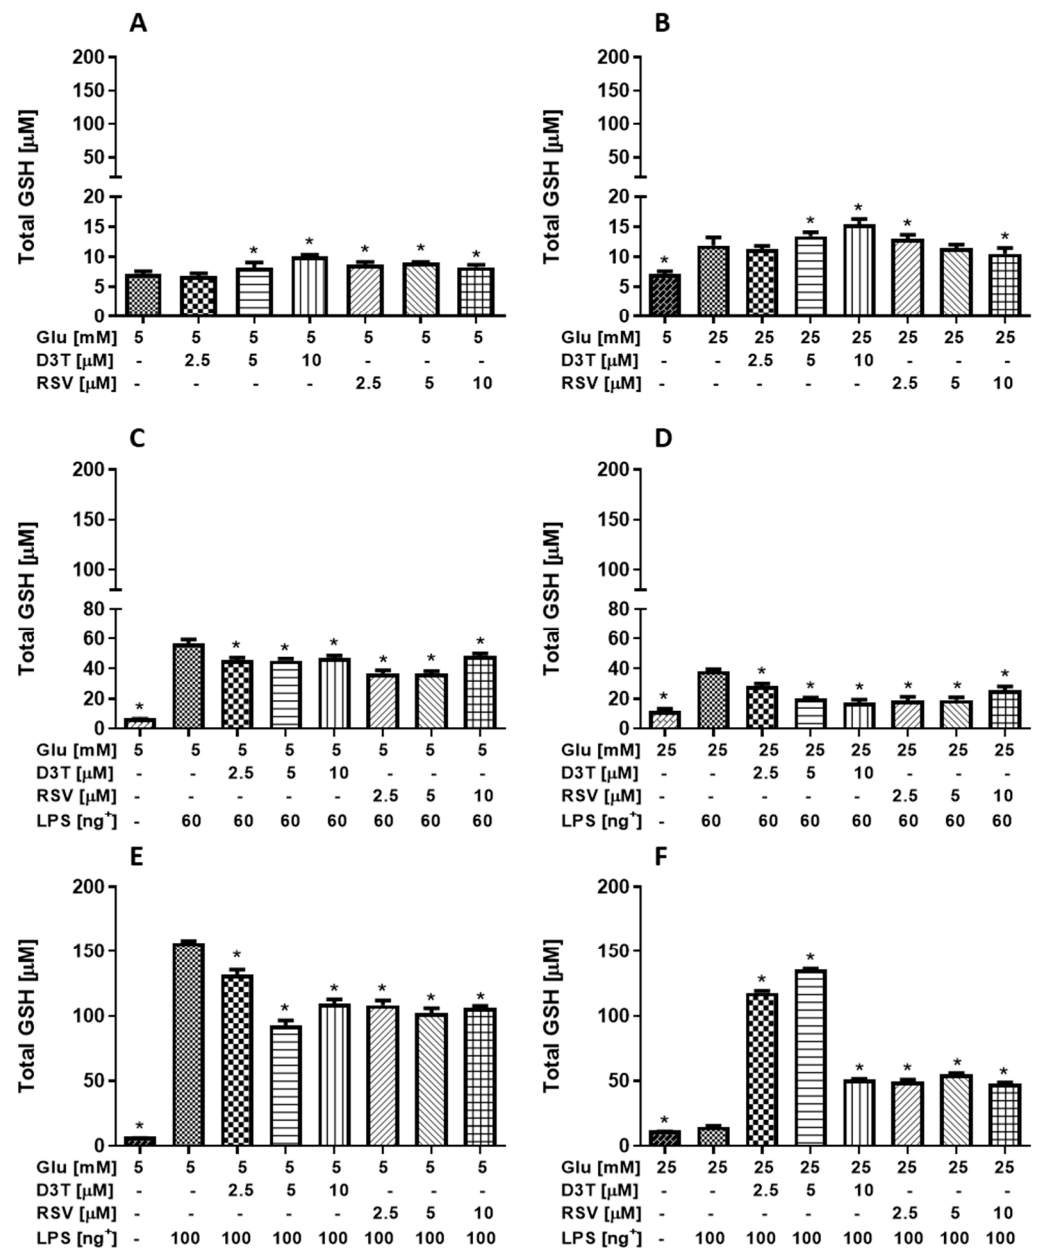 A
Total GSH [µM]
200
150
100
50
20
15
10
5
0
* * * * *
Glu [mM] 5 5 5 5 5 5 5
D3T [µM] - 2.5 5 10 - - -
RSV [µM] - - - - 2.5 5 10
B
Total GSH [µM]
200
150
100
50
20
15
10
5
0
* * * * *
Glu [mM] 5 25 25 25 25 25 25 25
D3T [µM] - - 2.5 5 10 - - -
RSV [µM] - - - - - 2.5 5 10
C
Total GSH [µM]
200
150
100
80
60
40
20
0
* * * * * * *
Glu [mM] 5 5 5 5 5 5 5 5
D3T [µM] - - 2.5 5 10 - - -
RSV [µM] - - - - - 2.5 5 10
LPS [ng⁺] - 60 60 60 60 60 60 60
D
Total GSH [µM]
200
150
100
80
60
40
20
0
* * * * * * *
Glu [mM] 25 25 25 25 25 25 25 25
D3T [µM] - - 2.5 5 10 - - -
RSV [µM] - - - - - 2.5 5 10
LPS [ng⁺] - 60 60 60 60 60 60 60
E
Total GSH [µM]
200
150
100
50
0
* * * * * * *
Glu [mM] 5 5 5 5 5 5 5 5
D3T [µM] - - 2.5 5 10 - - -
RSV [µM] - - - - - 2.5 5 10
LPS [ng⁺] - 100 100 100 100 100 100 100
F
Total GSH [µM]
200
150
100
50
0
* * * * * * *
Glu [mM] 25 25 25 25 25 25 25 25
D3T [µM] - - 2.5 5 10 - - -
RSV [µM] - - - - - 2.5 5 10
LPS [ng⁺] - 100 100 100 100 100 100 100